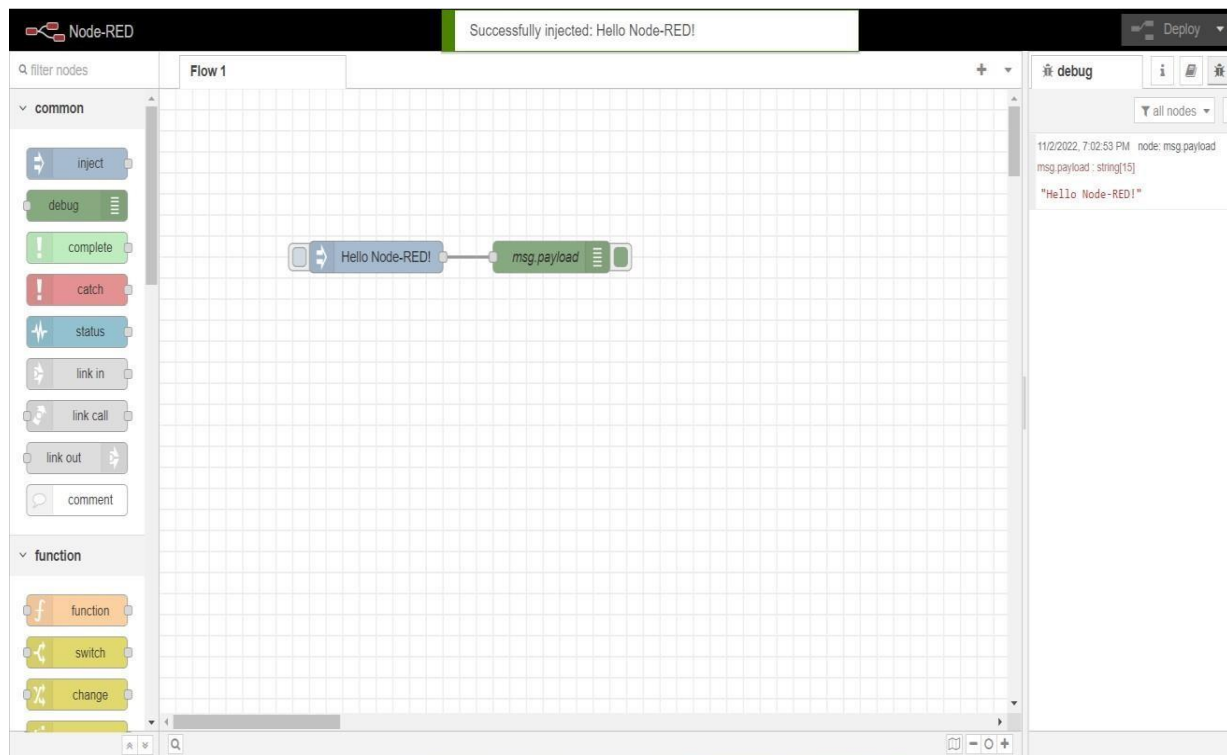 Node-RED
Successfully injected: Hello Node-RED!
Deploy
filter nodes
Flow 1
debug
i
all nodes
common
inject
debug
complete
catch
status
link in
link call
link out
comment
function
function
switch
change
Hello Node-RED!
msg.payload
11/2/2022, 7:02:53 PM node: msg.payload
msg.payload : string[15]
"Hello Node-RED!"